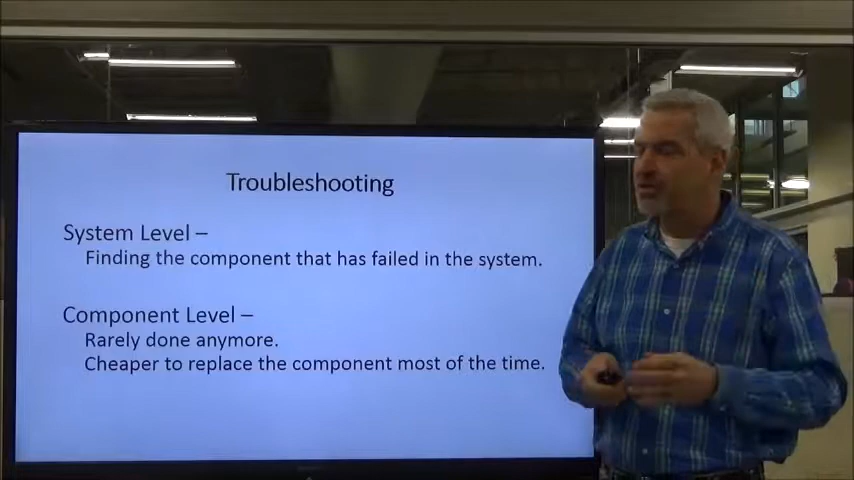 Troubleshooting
System Level –
Finding the component that has failed in the system.
Component Level –
Rarely done anymore.
Cheaper to replace the component most of the time.